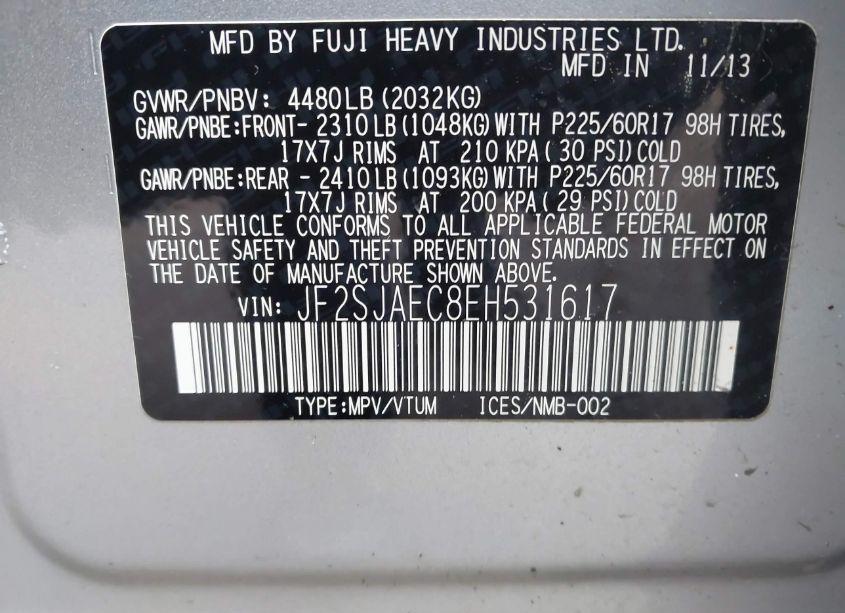 MFD BY FUJI HEAVY INDUSTRIES LTD.
MFD IN 11/13
GVWR/PNBV: 4480LB (2032KG)
GAWR/PNBE:FRONT- 2310LB (1048KG) WITH P225/60R17 98H TIRES,
17X7J RIMS AT 210 KPA ( 30 PSI) COLD
GAWR/PNBE:REAR - 2410LB (1093KG) WITH P225/60R17 98H TIRES,
17X7J RIMS AT 200 KPA ( 29 PSI) COLD
THIS VEHICLE CONFORMS TO ALL APPLICABLE FEDERAL MOTOR
VEHICLE SAFETY AND THEFT PREVENTION STANDARDS IN EFFECT ON
THE DATE OF MANUFACTURE SHOWN ABOVE.
VIN: JF2SJAEC8EH531617
TYPE:MPV/VTUM ICES/NMB-002